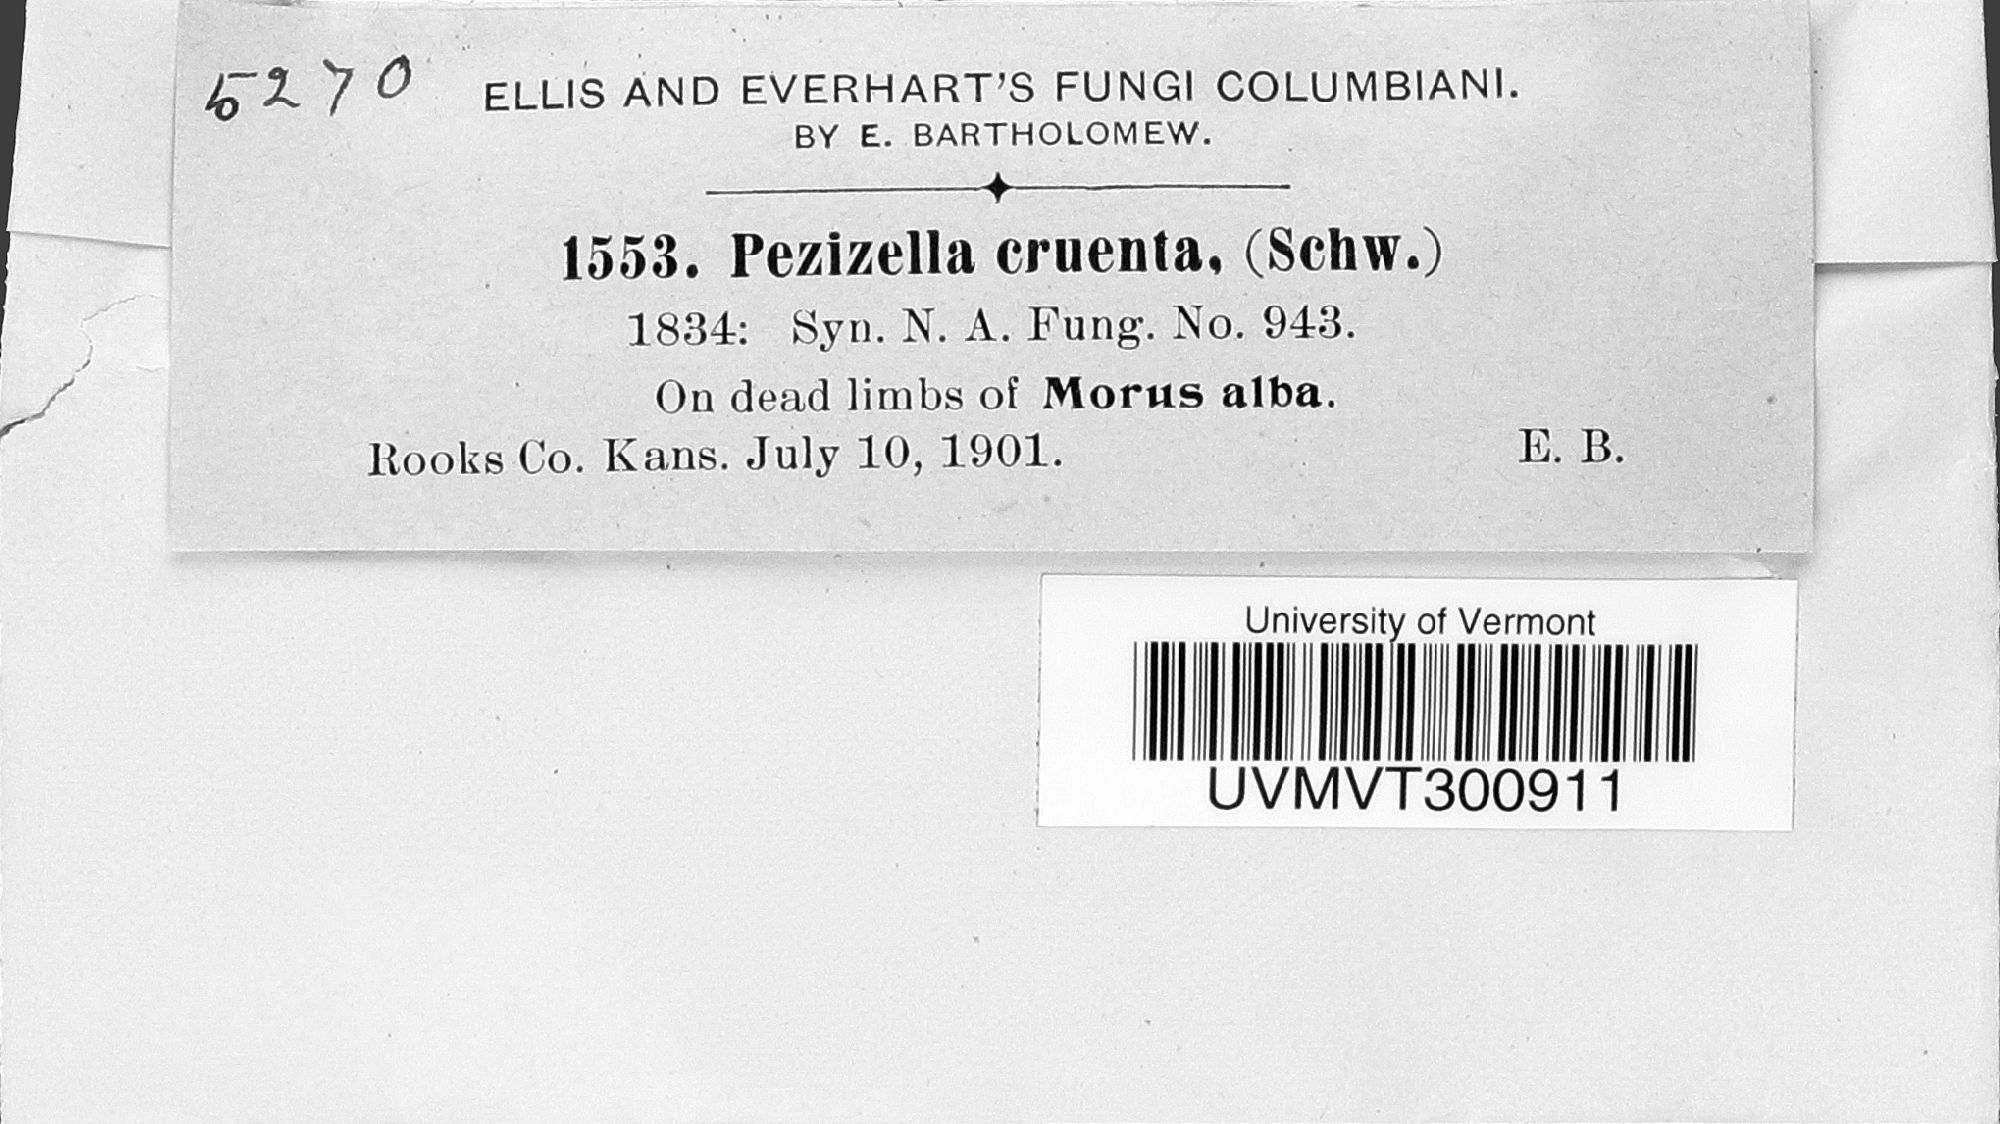 5270
ELLIS AND EVERHART'S FUNGI COLUMBIANI.
BY E. BARTHOLOMEW.
1553. Pezizella cruenta, (Schw.)
1834: Syn. N. A. Fung. No. 943.
On dead limbs of Morus alba.
Rooks Co. Kans. July 10, 1901. E. B.
University of Vermont
UVMVT300911